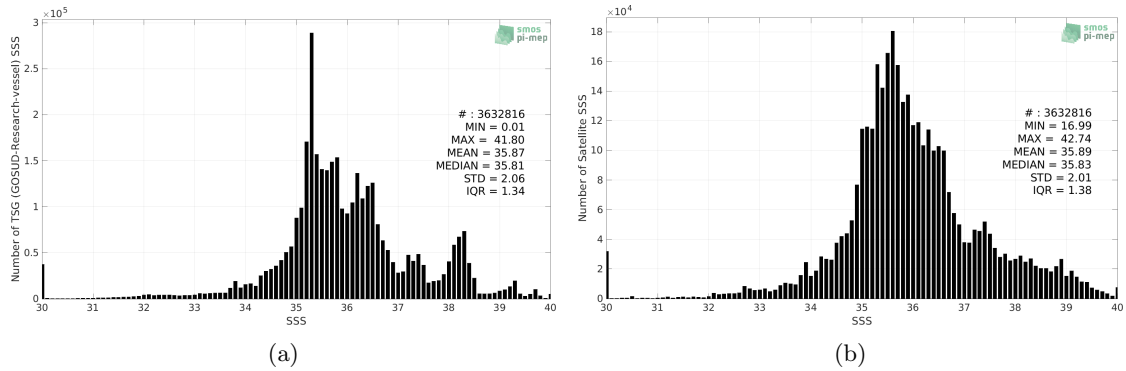 ×10^5
3
2.5
2
1.5
1
0.5
0
Number of TSG (GOSUD-Research-vessel) SSS
smos
pi-mep
# : 3632816
MIN = 0.01
MAX = 41.80
MEAN = 35.87
MEDIAN = 35.81
STD = 2.06
IQR = 1.34
30 31 32 33 34 35 36 37 38 39 40
SSS
(a)
×10^4
18
16
14
12
10
8
6
4
2
0
Number of Satellite SSS
smos
pi-mep
# : 3632816
MIN = 16.99
MAX = 42.74
MEAN = 35.89
MEDIAN = 35.83
STD = 2.01
IQR = 1.38
30 31 32 33 34 35 36 37 38 39 40
SSS
(b)